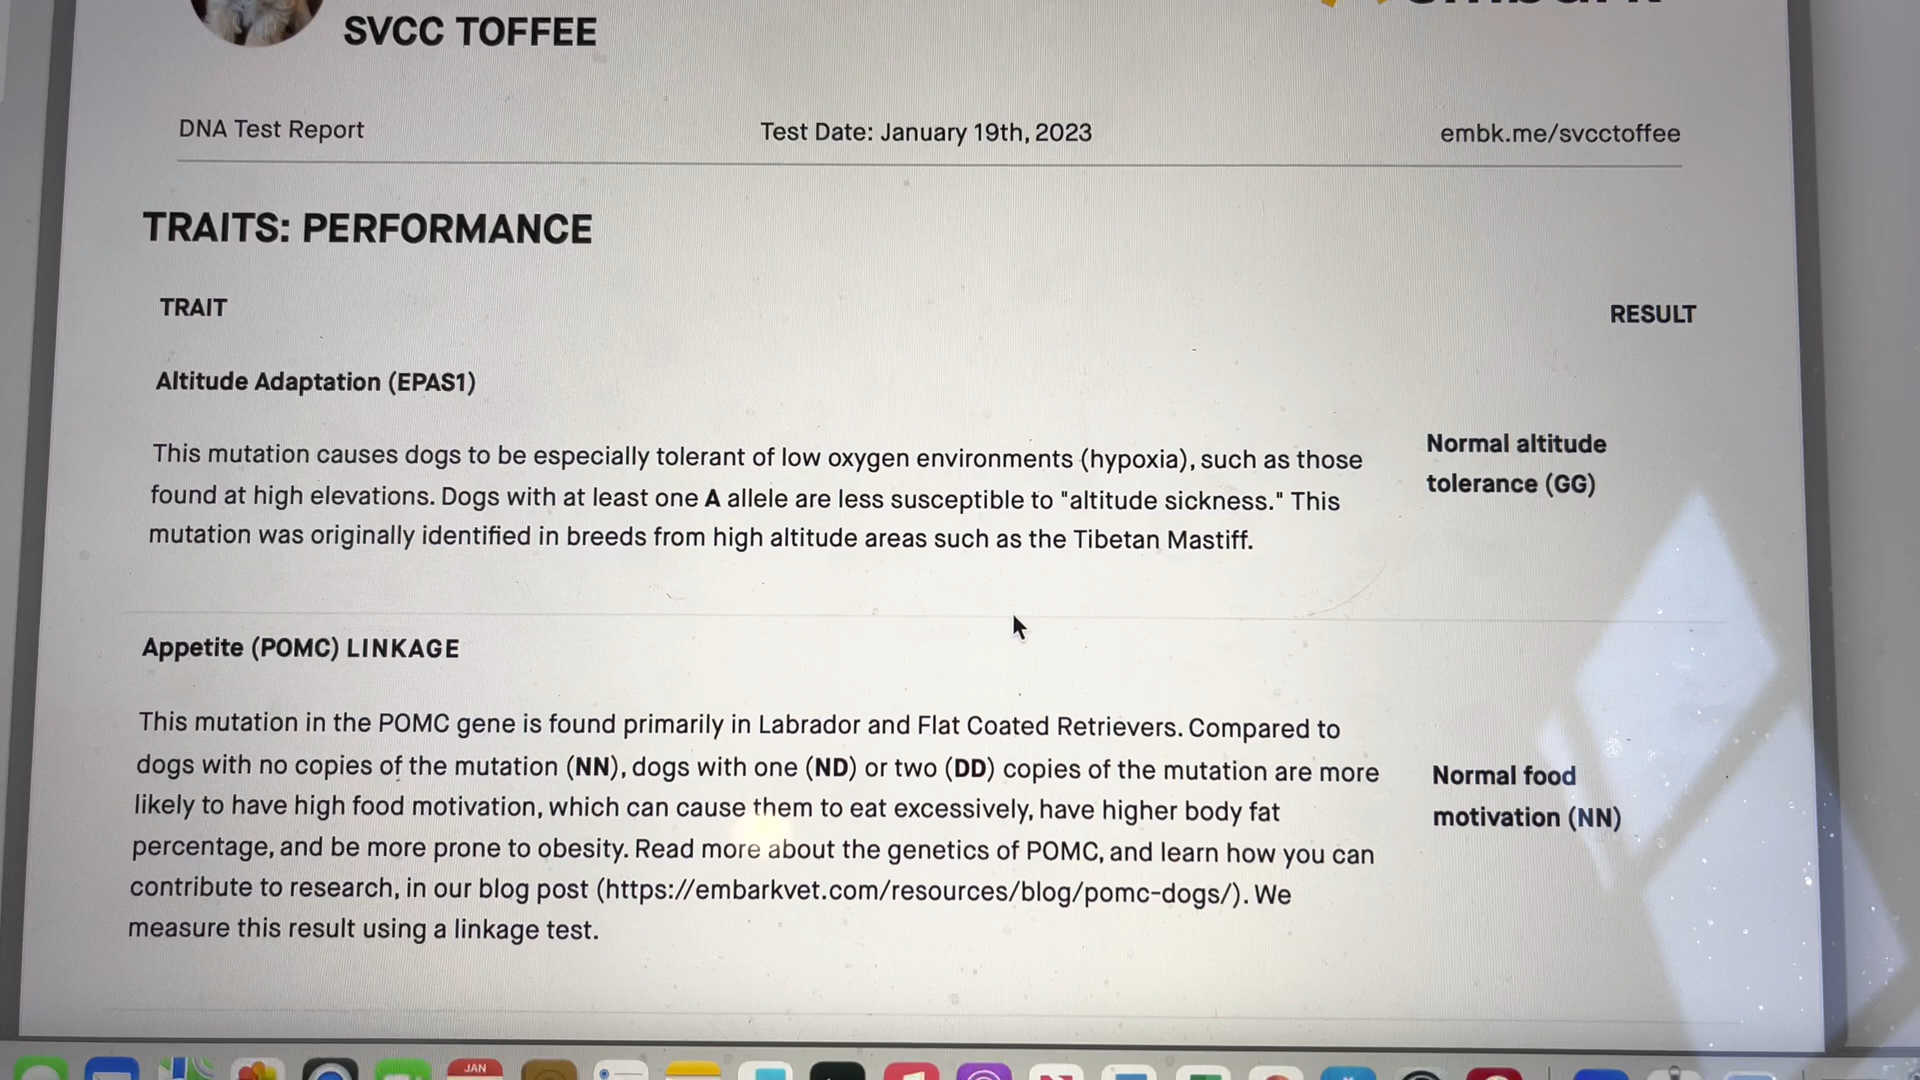 SVCC TOFFEE
DNA Test Report
Test Date: January 19th, 2023
embk.me/svcctoffee
TRAITS: PERFORMANCE
TRAIT
RESULT
Altitude Adaptation (EPAS1)
This mutation causes dogs to be especially tolerant of low oxygen environments (hypoxia), such as those
found at high elevations. Dogs with at least one A allele are less susceptible to "altitude sickness." This
mutation was originally identified in breeds from high altitude areas such as the Tibetan Mastiff.
Normal altitude
tolerance (GG)
Appetite (POMC) LINKAGE
This mutation in the POMC gene is found primarily in Labrador and Flat Coated Retrievers. Compared to
dogs with no copies of the mutation (NN), dogs with one (ND) or two (DD) copies of the mutation are more
likely to have high food motivation, which can cause them to eat excessively, have higher body fat
percentage, and be more prone to obesity. Read more about the genetics of POMC, and learn how you can
contribute to research, in our blog post (https://embarkvet.com/resources/blog/pomc-dogs/). We
measure this result using a linkage test.
Normal food
motivation (NN)
JAN